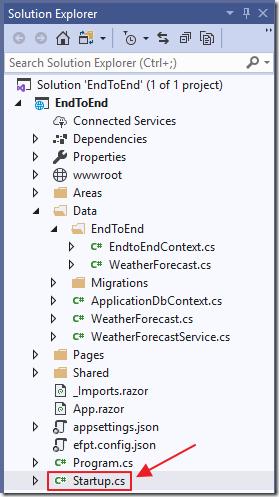 Solution Explorer
Search Solution Explorer (Ctrl+;)
Solution 'EndToEnd' (1 of 1 project)
EndToEnd
Connected Services
Dependencies
Properties
wwwroot
Areas
Data
EndToEnd
C# EndtoEndContext.cs
C# WeatherForecast.cs
Migrations
C# ApplicationDbContext.cs
C# WeatherForecast.cs
C# WeatherForecastService.cs
Pages
Shared
_Imports.razor
App.razor
appsettings.json
efpt.config.json
C# Program.cs
C# Startup.cs